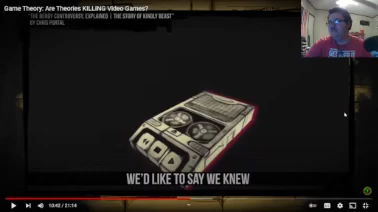 Game Theory: Are Theories KILLING Video Games?
"THE BENDY CONTROVERSY, EXPLAINED | THE STORY OF KINDLY BEAST"
BY CHRIS PORTAL
WE'D LIKE TO SAY WE KNEW
10:42 / 21:14